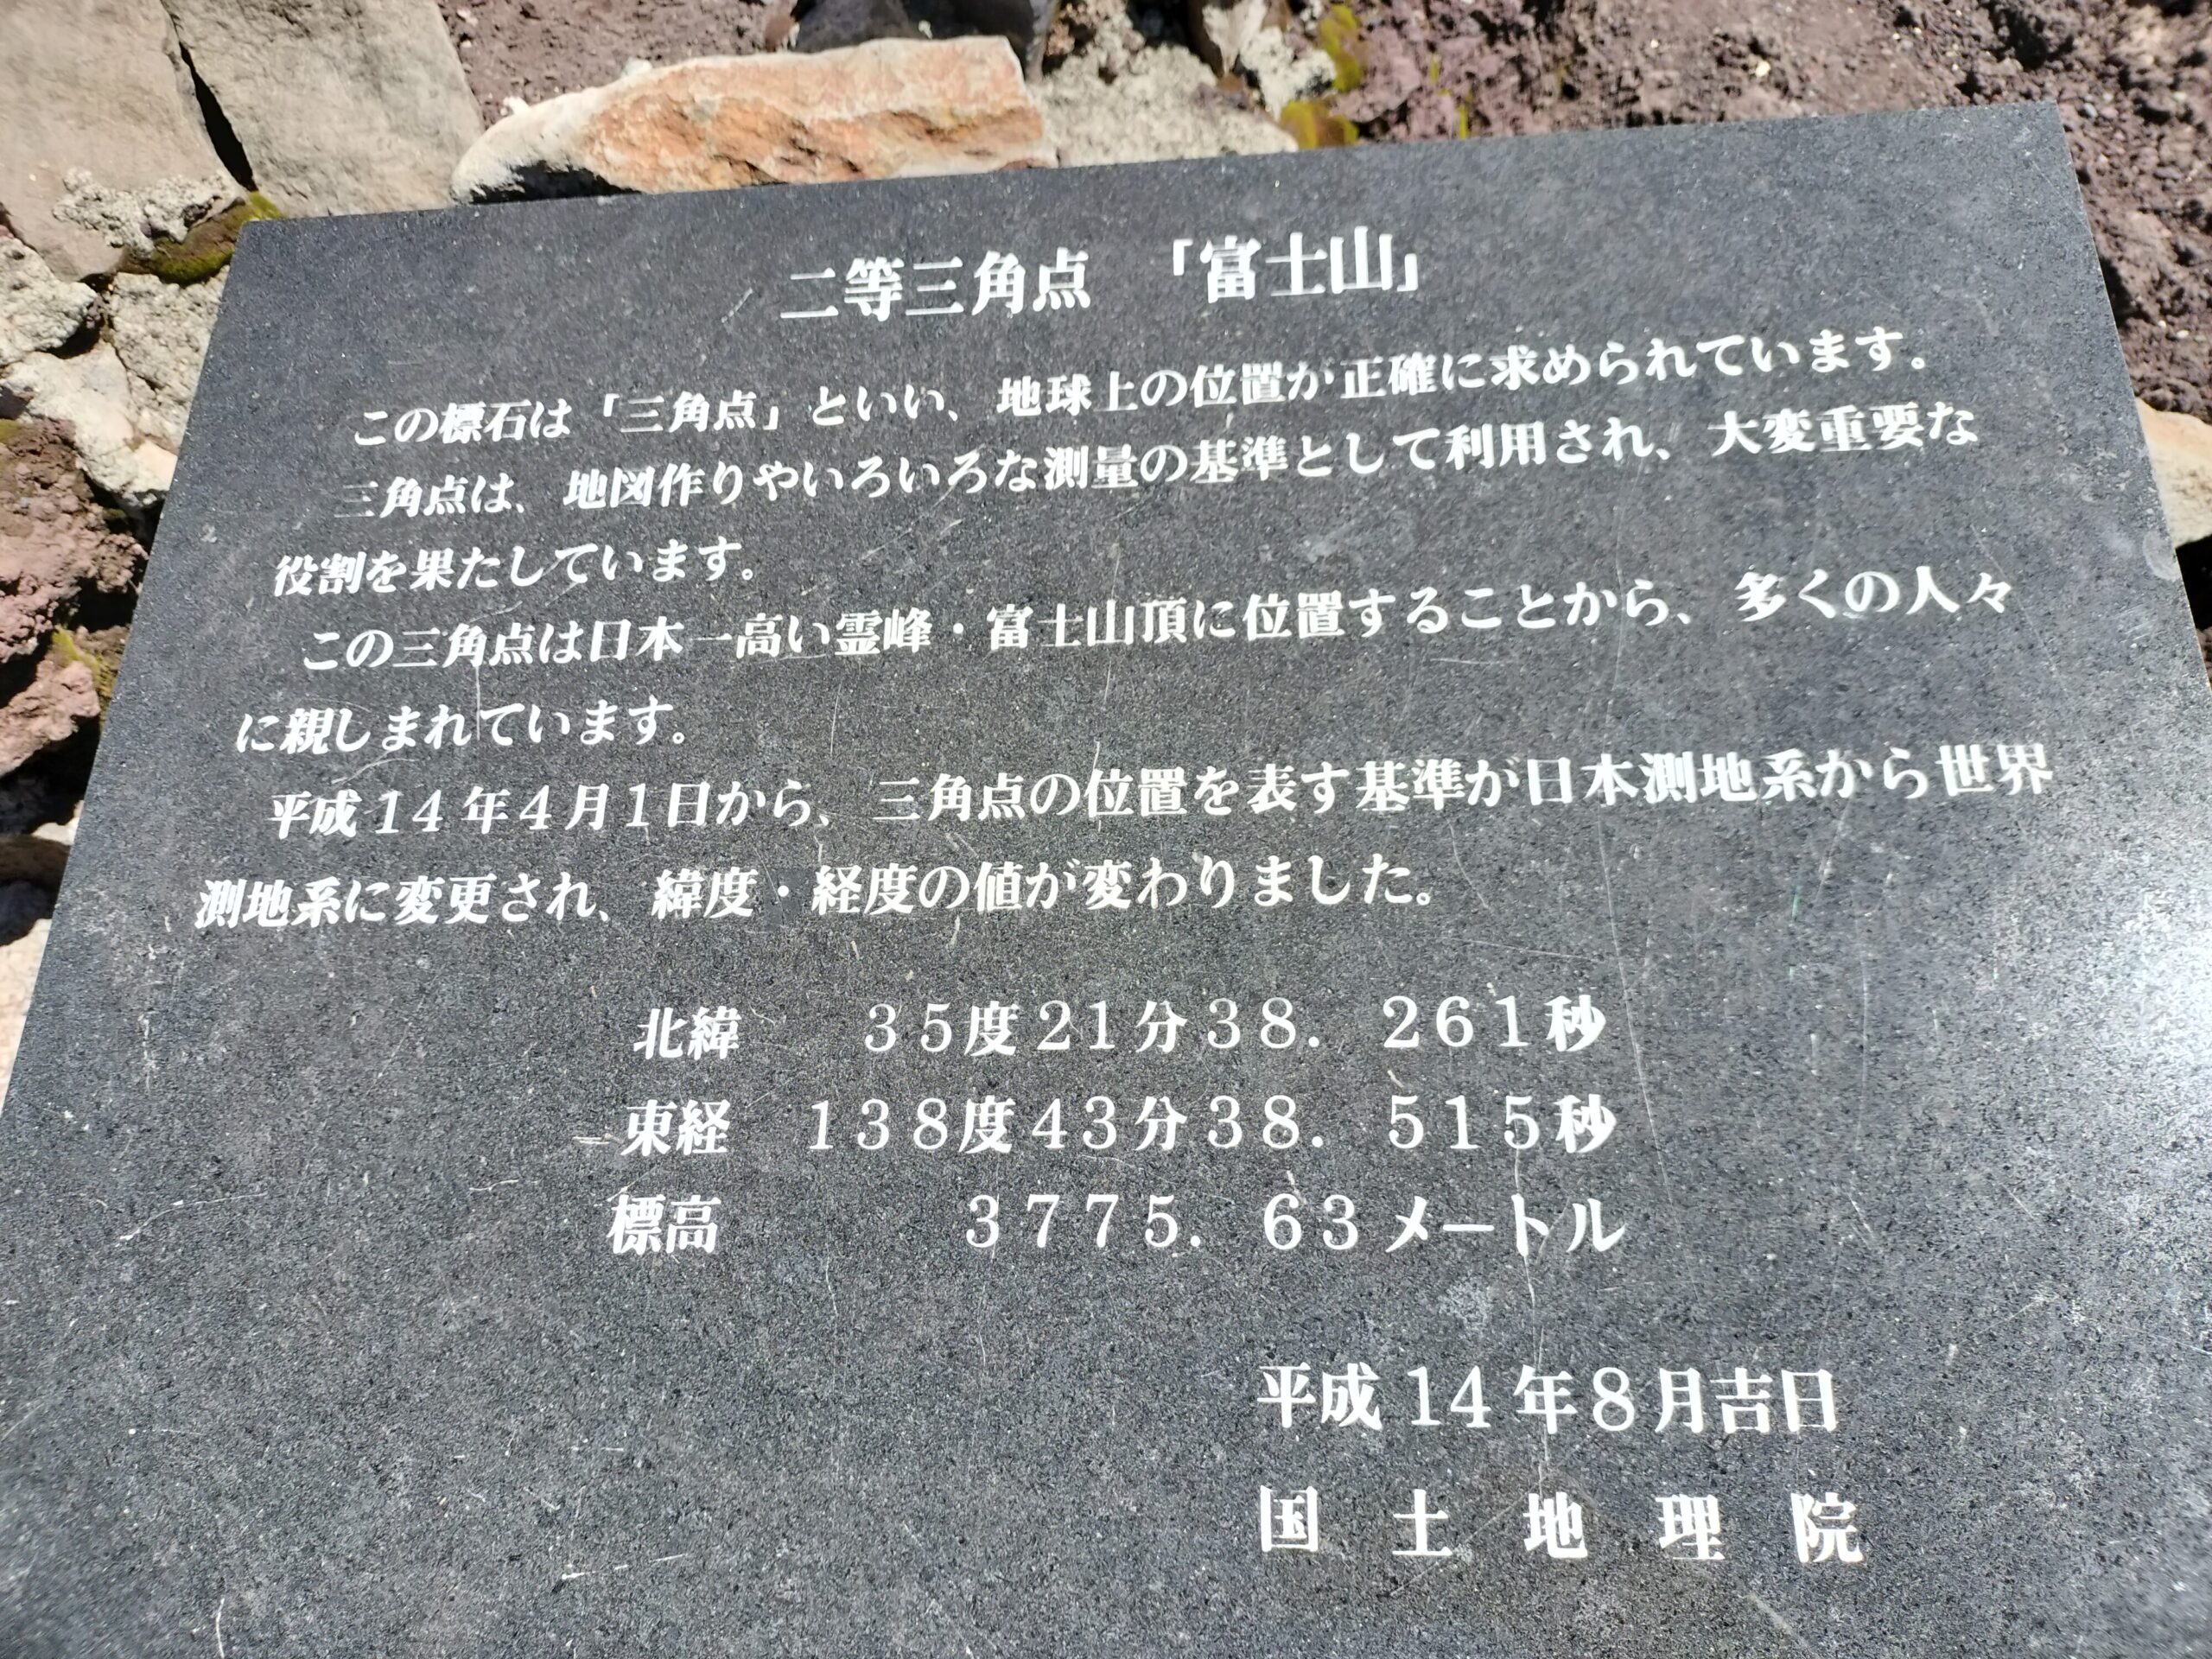 二等三角点　「富士山」
この標石は「三角点」といい、地球上の位置が正確に求められています。
三角点は、地図作りやいろいろな測量の基準として利用され、大変重要な
役割を果たしています。
この三角点は日本一高い霊峰・富士山頂に位置することから、多くの人々
に親しまれています。
平成14年4月1日から、三角点の位置を表す基準が日本測地系から世界
測地系に変更され、緯度・経度の値が変わりました。
北緯　３５度２１分３８．２６１秒
東経　１３８度４３分３８．５１５秒
標高　３７７５．６３メートル
平成14年8月吉日
国土地理院